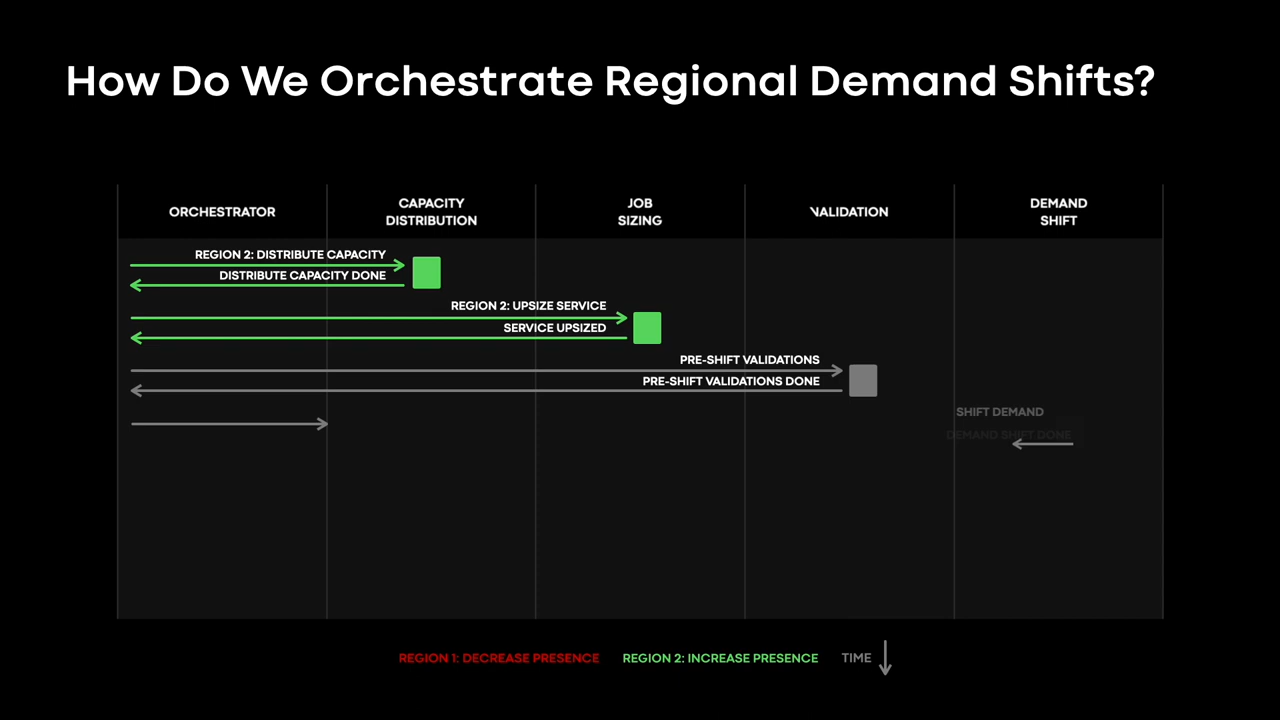 How Do We Orchestrate Regional Demand Shifts?
ORCHESTRATOR
CAPACITY
DISTRIBUTION
JOB
SIZING
VALIDATION
DEMAND
SHIFT
REGION 2: DISTRIBUTE CAPACITY
DISTRIBUTE CAPACITY DONE
REGION 2: UPSIZE SERVICE
SERVICE UPSIZED
PRE-SHIFT VALIDATIONS
PRE-SHIFT VALIDATIONS DONE
SHIFT DEMAND
DEMAND SHIFT DONE
REGION 1: DECREASE PRESENCE
REGION 2: INCREASE PRESENCE
TIME